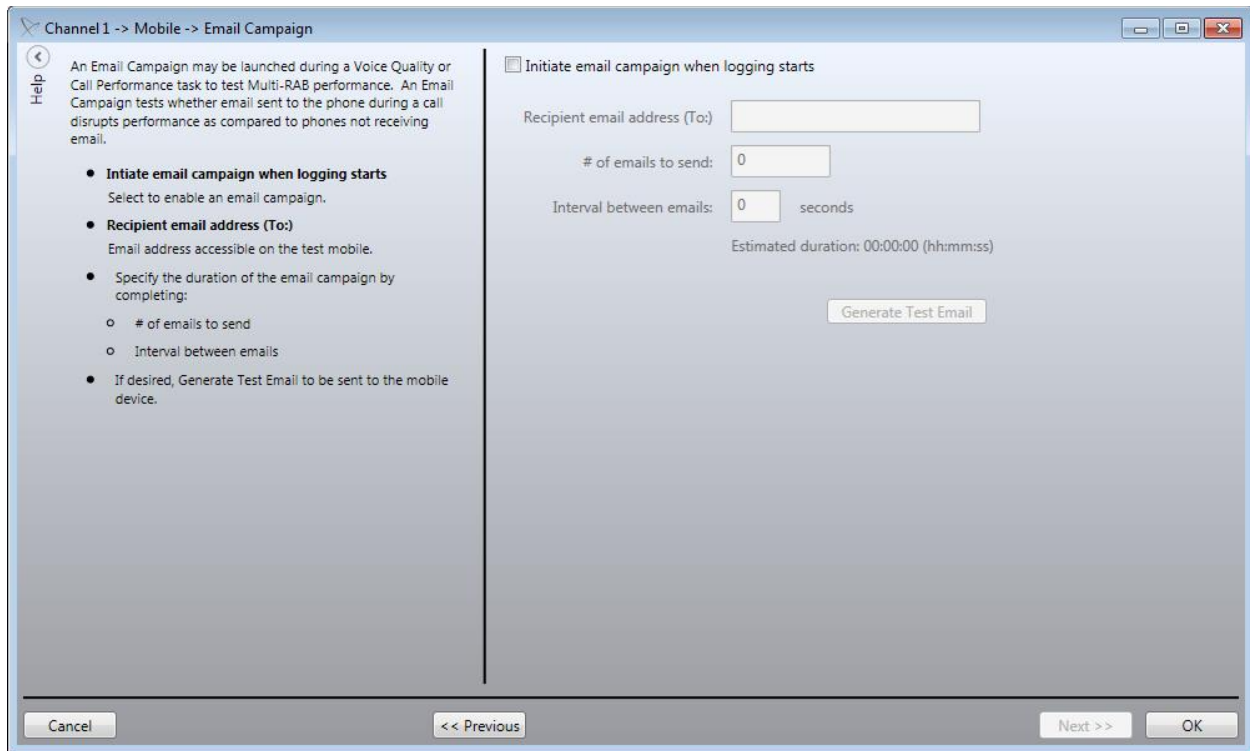 Channel 1 -> Mobile -> Email Campaign
Help
An Email Campaign may be launched during a Voice Quality or
Call Performance task to test Multi-RAB performance. An Email
Campaign tests whether email sent to the phone during a call
disrupts performance as compared to phones not receiving
email.
• Intiate email campaign when logging starts
Select to enable an email campaign.
• Recipient email address (To:)
Email address accessible on the test mobile.
• Specify the duration of the email campaign by
completing:
o # of emails to send
o Interval between emails
• If desired, Generate Test Email to be sent to the mobile
device.
Initiate email campaign when logging starts
Recipient email address (To:)
# of emails to send: 0
Interval between emails: 0 seconds
Estimated duration: 00:00:00 (hh:mm:ss)
Generate Test Email
Cancel
<< Previous
Next >>
OK